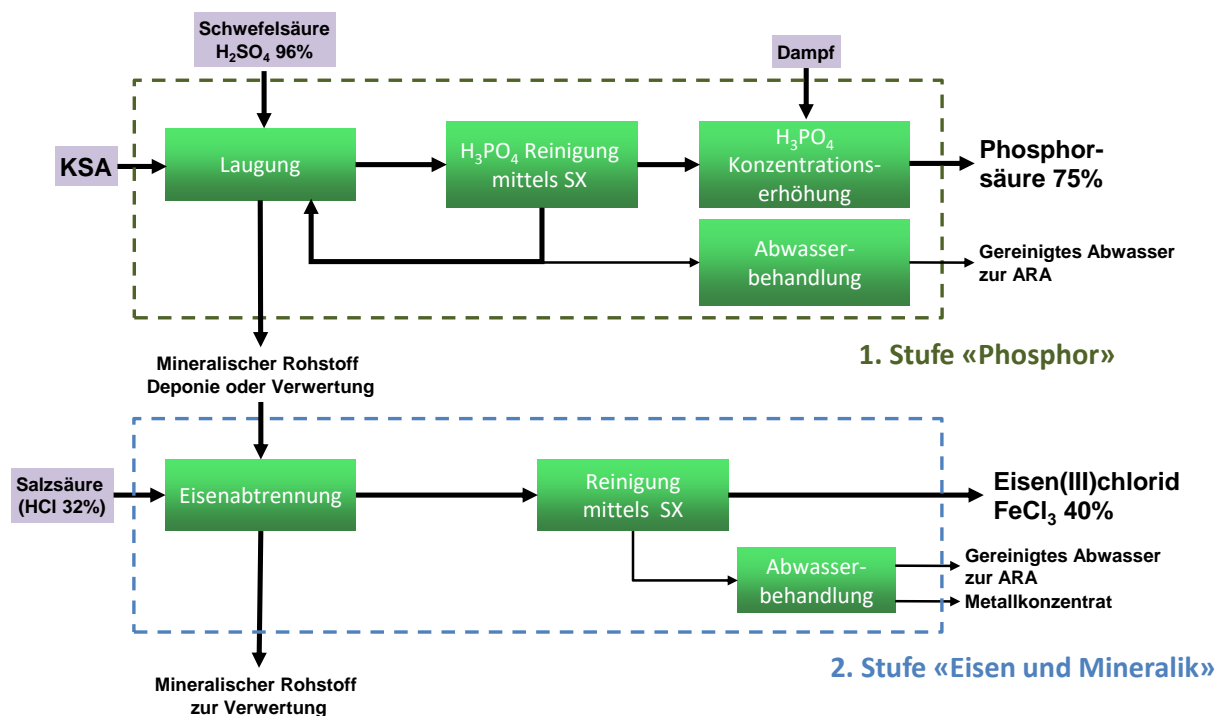 Schwefelsäure
H₂SO₄ 96%
Dampf
KSA
Laugung
H₃PO₄ Reinigung
mittels SX
H₃PO₄
Konzentrations-
erhöhung
Phosphor-
säure 75%
Abwasser-
behandlung
Gereinigtes Abwasser
zur ARA
1. Stufe «Phosphor»
Mineralischer Rohstoff
Deponie oder Verwertung
Salzsäure
(HCl 32%)
Eisenabtrennung
Reinigung
mittels SX
Eisen(III)chlorid
FeCl₃ 40%
Abwasser-
behandlung
Gereinigtes Abwasser
zur ARA
Metallkonzentrat
2. Stufe «Eisen und Mineralik»
Mineralischer Rohstoff
zur Verwertung